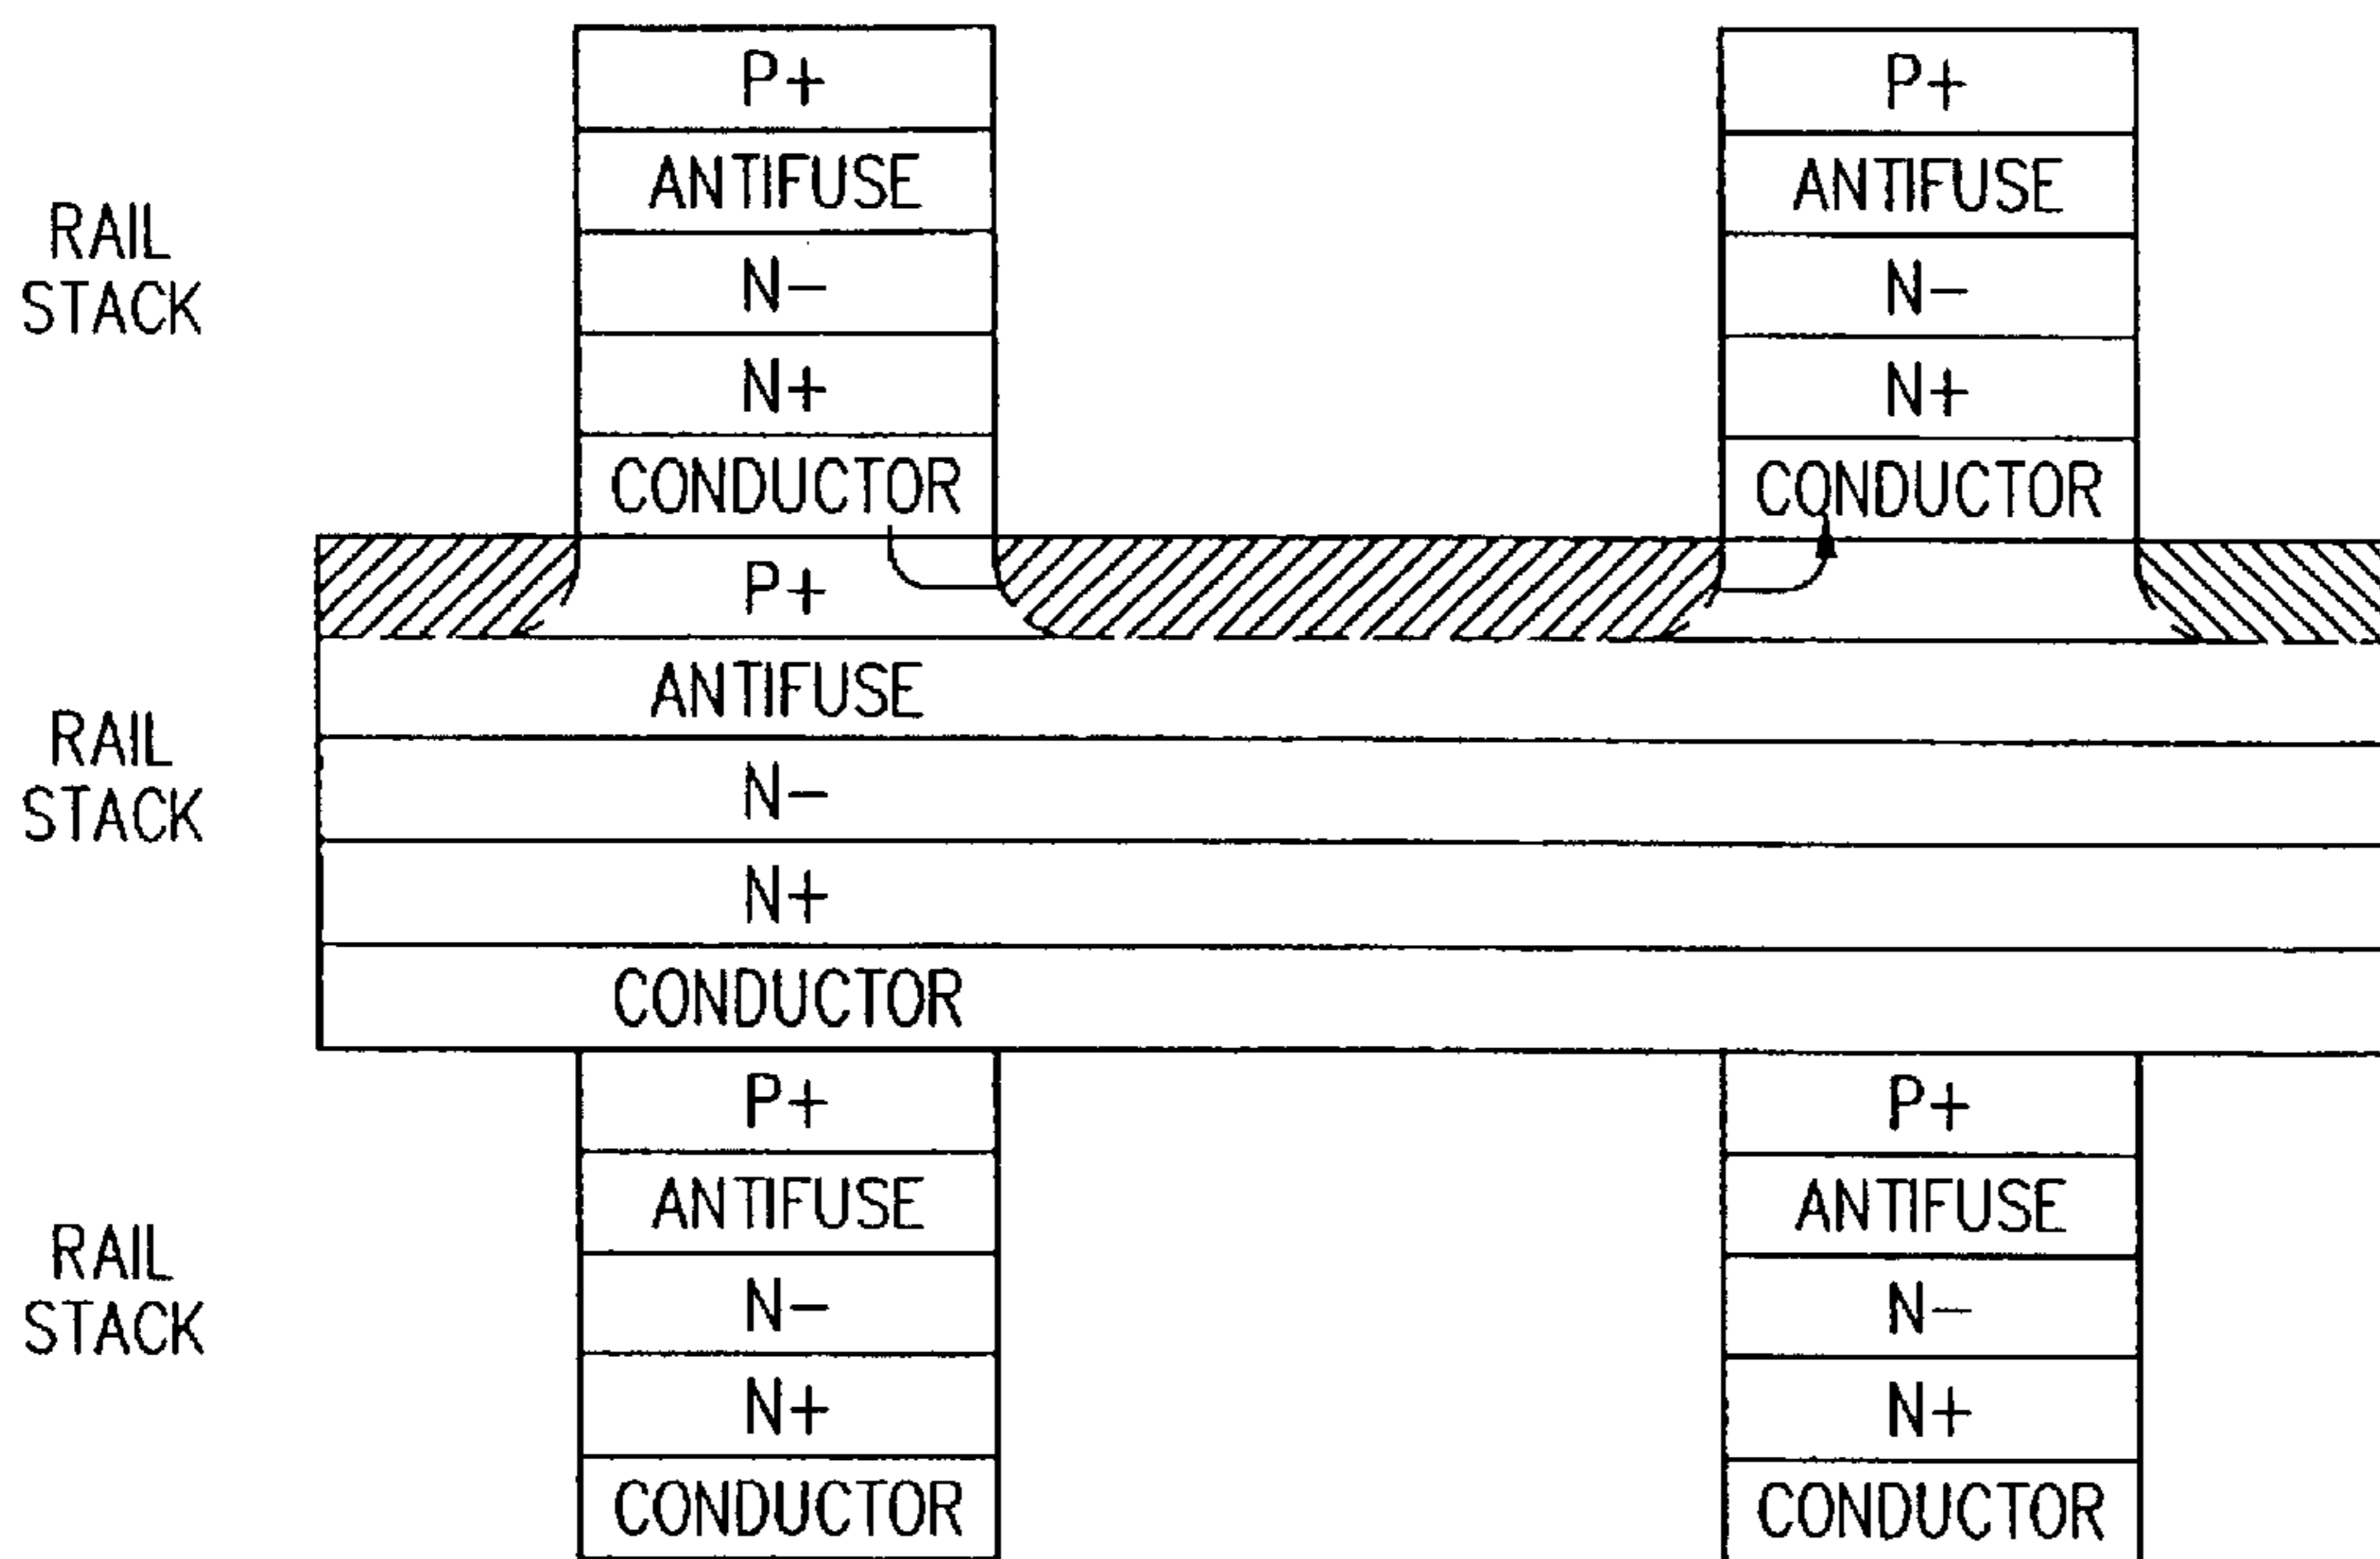 P+ P+
ANTIFUSE ANTIFUSE
RAIL
STACK
N− N−
N+ N+
CONDUCTOR CONDUCTOR
P+
ANTIFUSE
RAIL
STACK
N−
N+
CONDUCTOR
P+ P+
ANTIFUSE ANTIFUSE
RAIL
STACK
N− N−
N+ N+
CONDUCTOR CONDUCTOR